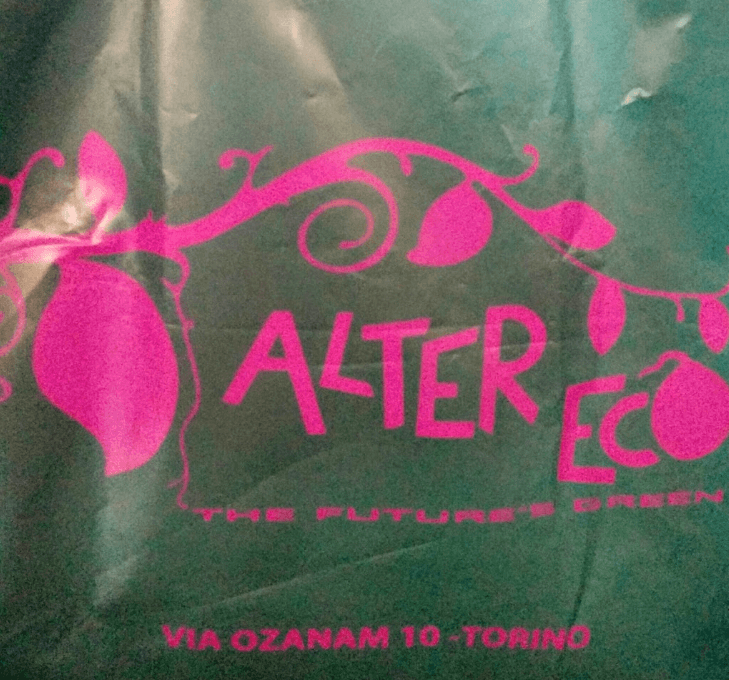 ALTER
ECO
THE FUTURE'S GREEN
VIA OZANAM 10 - TORINO